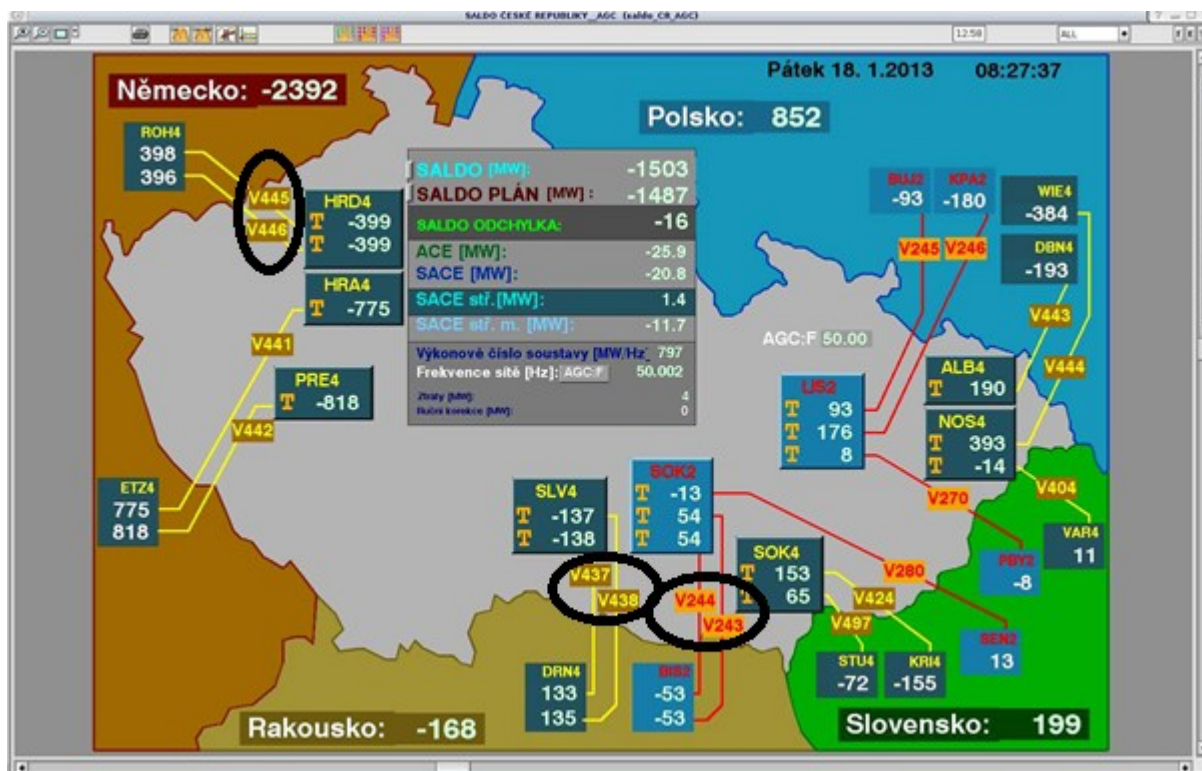 SALDO ČESKÉ REPUBLIKY_AGC (saldo_CR_AGC)
12:58
ALL
Pátek 18. 1.2013 08:27:37
Německo: -2392
Polsko: 852
ROH4
398
396
V445
V446
HRD4
T -399
T -399
HRA4
T -775
V441
PRE4
T -818
V442
ETZ4
775
818
SALDO [MW]: -1503
SALDO PLÁN [MW] : -1487
SALDO ODCHYLKA: -16
ACE [MW]: -25.9
SACE [MW]: -20.8
SACE stř.[MW]: 1.4
SACE stř. m. [MW]: -11.7
Výkonové číslo soustavy [MW/Hz] 797
Frekvence sítě [Hz]: AGC:F 50.002
Ztráty [MW]: 4
Ruční korekce [MW]: 0
AGC:F 50.00
BIJ2
-93
KPA2
-180
WIE4
-384
DBN4
-193
V245
V246
V443
V444
LIS2
T 93
T 176
T 8
ALB4
T 190
NOS4
T 393
T -14
V270
V404
VAR4
11
PBY2
-8
SLV4
T -137
T -138
SOK2
T -13
T 54
T 54
SOK4
T 153
T 65
V437
V438
V244
V243
V280
V424
V497
DRN4
133
135
BIS2
-53
-53
STU4
-72
KRI4
-155
SEN2
13
Rakousko: -168
Slovensko: 199